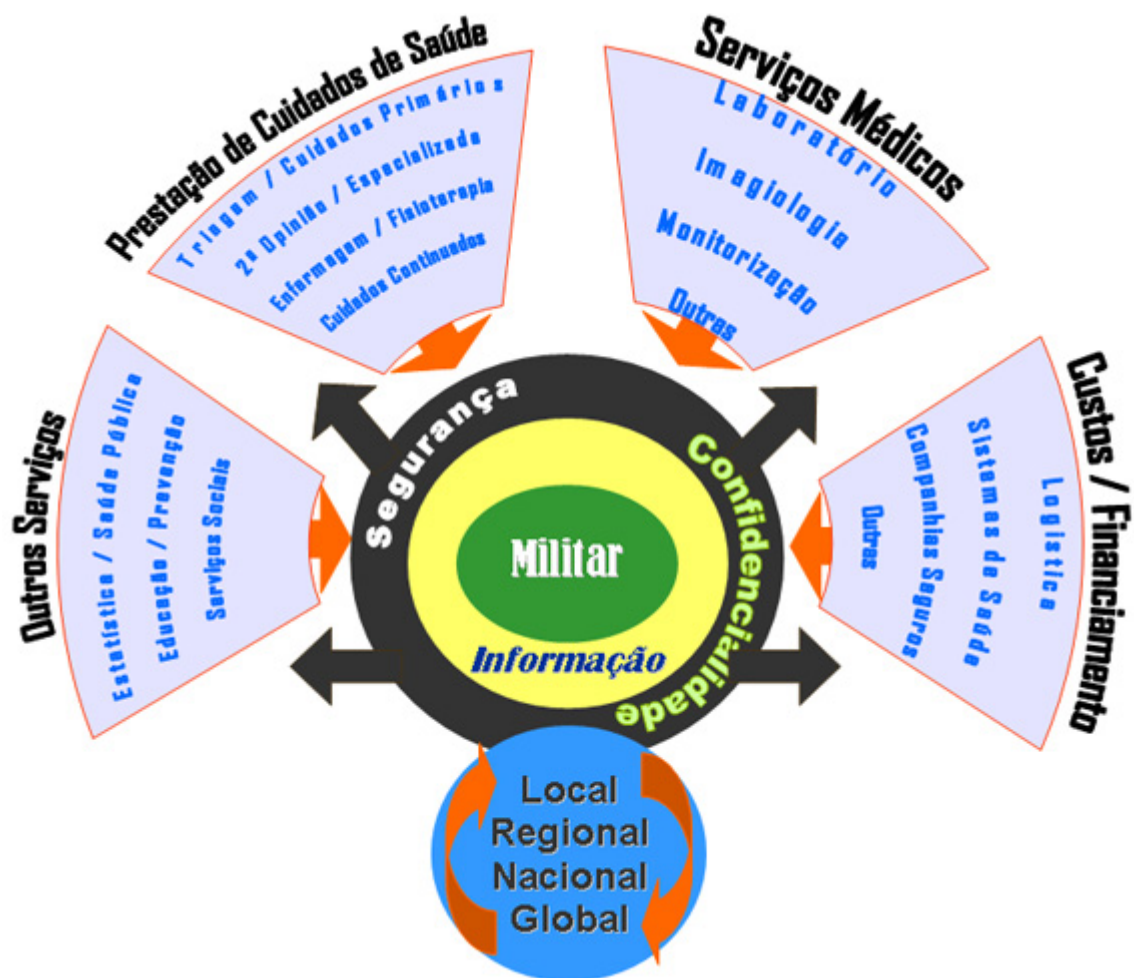 Prestação de Cuidados de Saúde
Triagem / Cuidados Primários
2ª Opinião / Especializada
Enfermagem / Fisioterapia
Cuidados Continuados
Serviços Médicos
Laboratório
Imagiologia
Monitorização
Outras
Outros Serviços
Estatística / Saúde Pública
Educação / Prevenção
Serviços Sociais
Custos / Financiamento
Logística
Sistemas de Saúde
Companhias Seguros
Outras
Segurança
Confidencialidade
Militar
Informação
Local
Regional
Nacional
Global